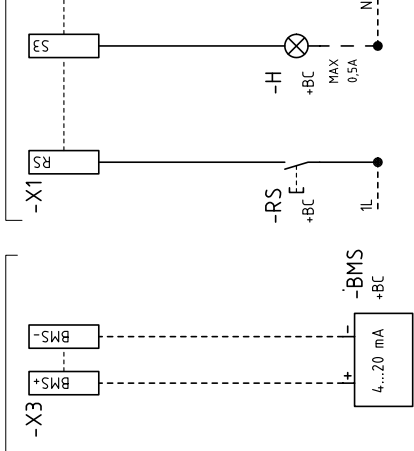 S3
N
-H
+BC
MAX
0,5A
RS
-X1
-RS
+BC
1L
-BMS
+BC
BMS-
-
BMS+
+
4...20 mA
-X3